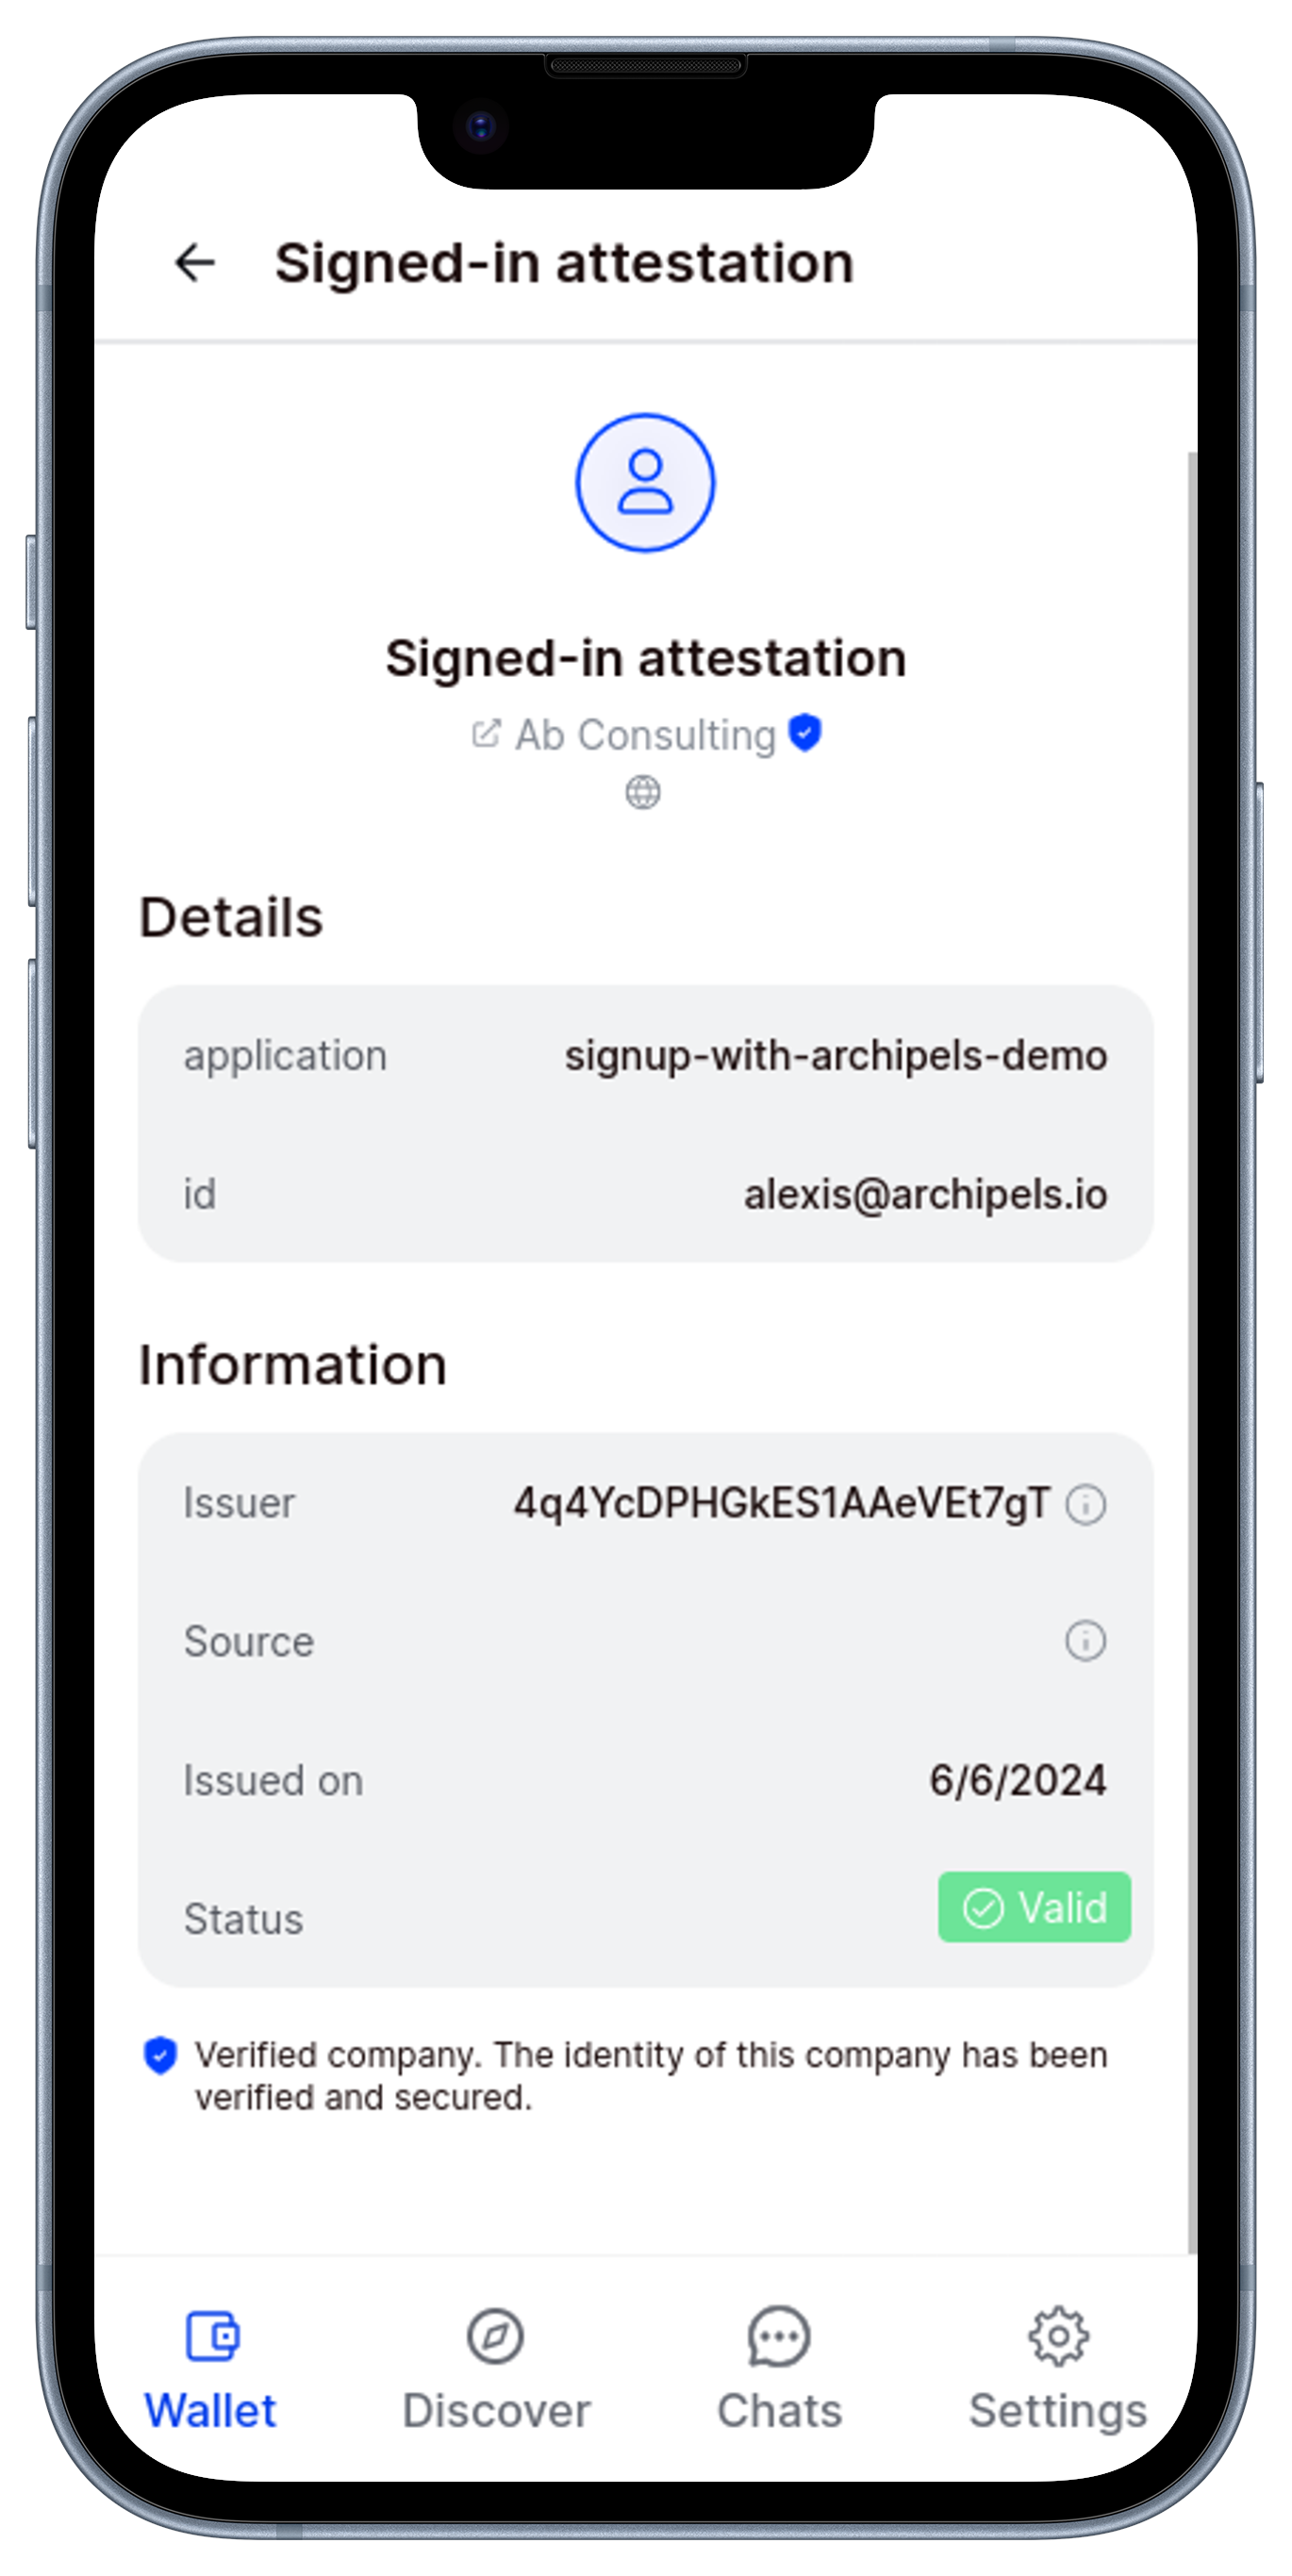 Signed-in attestation
Signed-in attestation
Ab Consulting
Details
application signup-with-archipels-demo
id alexis@archipels.io
Information
Issuer 4q4YcDPHGkES1AAeVEt7gT
Source
Issued on 6/6/2024
Status Valid
Verified company. The identity of this company has been
verified and secured.
Wallet Discover Chats Settings